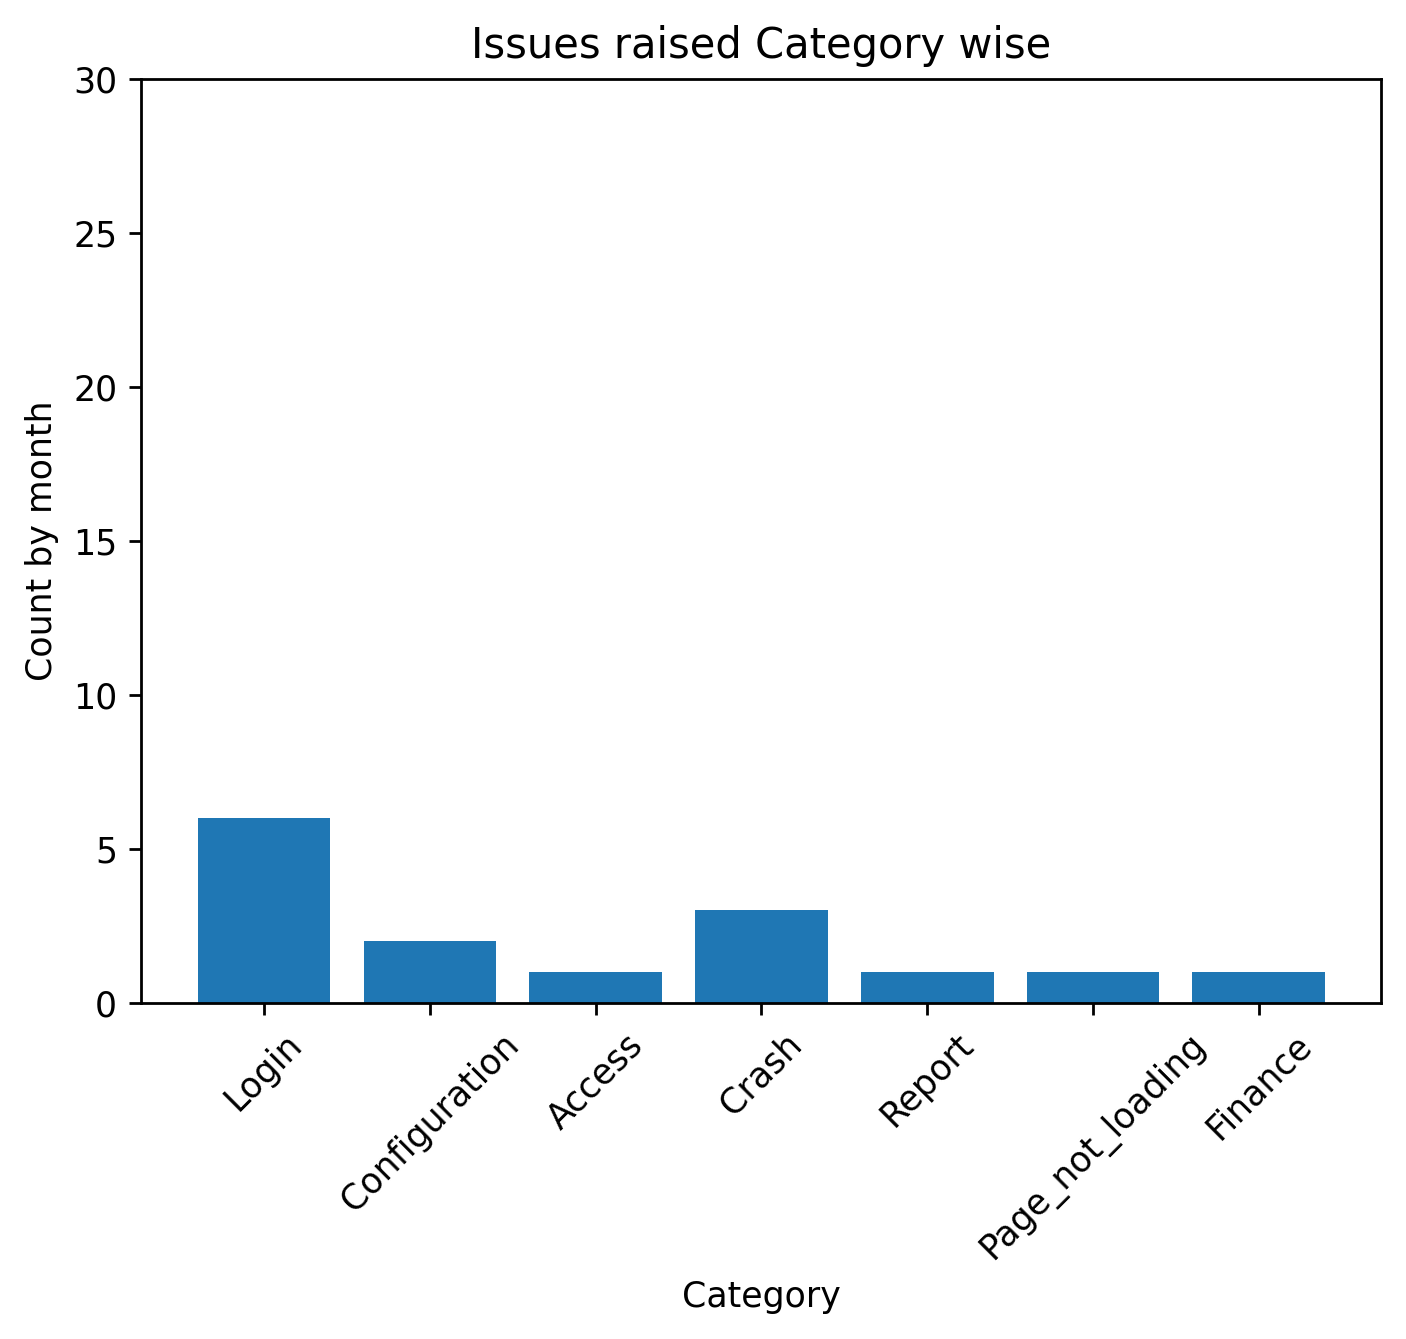 Issues raised Category wise
30
25
20
15
10
5
0
Count by month
Login
Configuration
Access
Crash
Report
Page_not_loading
Finance
Category